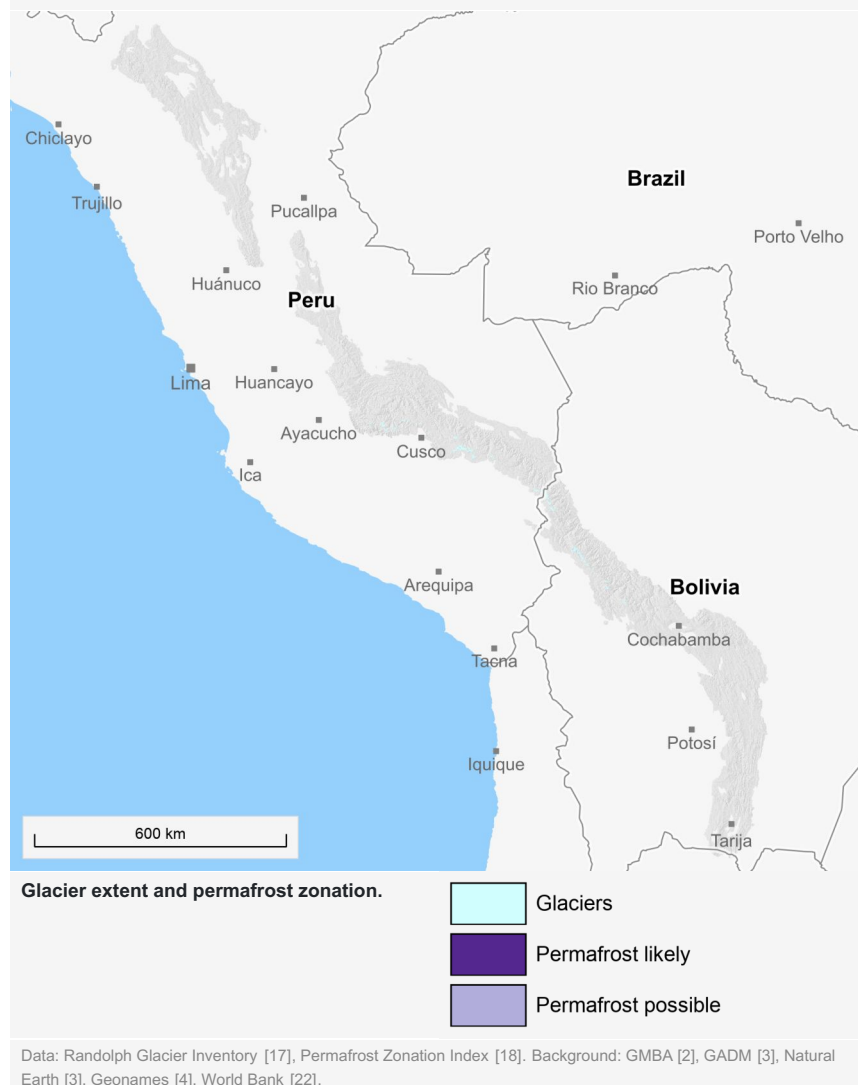 Chiclayo
Trujillo
Pucallpa
Brazil
Porto Velho
Huánuco
Peru
Rio Branco
Lima
Huancayo
Ayacucho
Cusco
Ica
Arequipa
Bolivia
Cochabamba
Tacna
Potosí
Iquique
Tarija
600 km
Glacier extent and permafrost zonation.
Glaciers
Permafrost likely
Permafrost possible
Data: Randolph Glacier Inventory [17], Permafrost Zonation Index [18]. Background: GMBA [2], GADM [3], Natural
Earth [3], Geonames [4], World Bank [22].